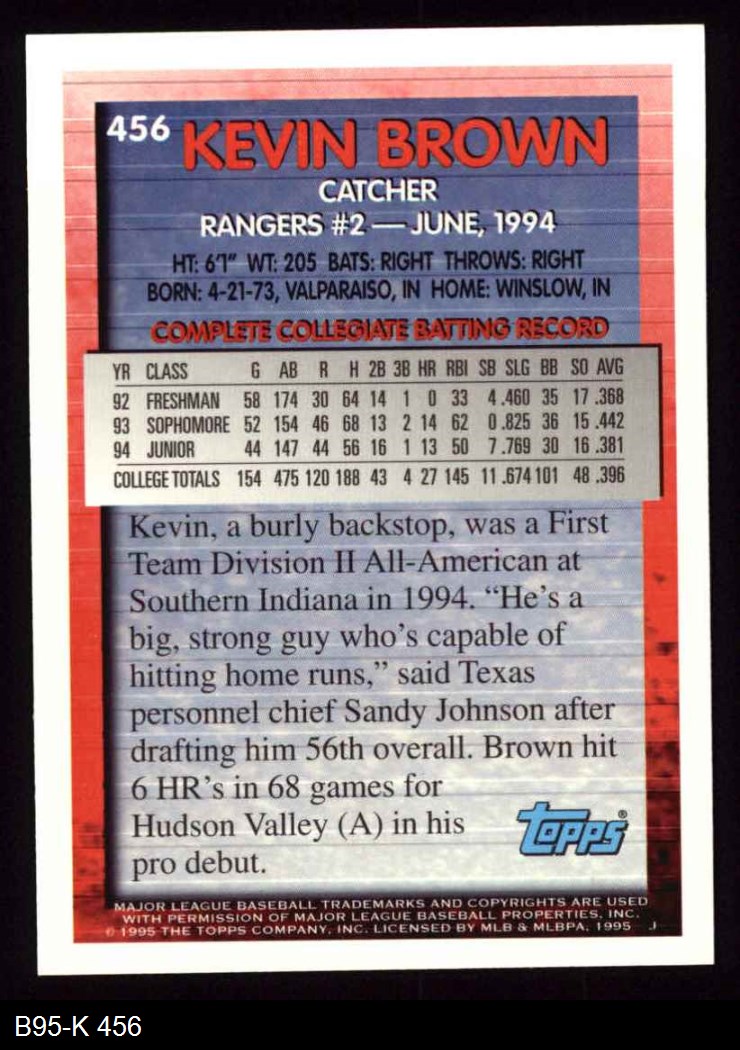 456 KEVIN BROWN
CATCHER
RANGERS #2 — JUNE, 1994
HT: 6'1" WT: 205 BATS: RIGHT THROWS: RIGHT
BORN: 4-21-73, VALPARAISO, IN HOME: WINSLOW, IN
COMPLETE COLLEGIATE BATTING RECORD
YR CLASS G AB R H 2B 3B HR RBI SB SLG BB SO AVG
92 FRESHMAN 58 174 30 64 14 1 0 33 4 .460 35 17 .368
93 SOPHOMORE 52 154 46 68 13 2 14 62 0 .825 36 15 .442
94 JUNIOR 44 147 44 56 16 1 13 50 7 .769 30 16 .381
COLLEGE TOTALS 154 475 120 188 43 4 27 145 11 .674 101 48 .396
Kevin, a burly backstop, was a First
Team Division II All-American at
Southern Indiana in 1994. “He’s a
big, strong guy who’s capable of
hitting home runs,” said Texas
personnel chief Sandy Johnson after
drafting him 56th overall. Brown hit
6 HR’s in 68 games for
Hudson Valley (A) in his
pro debut.
Topps®
MAJOR LEAGUE BASEBALL TRADEMARKS AND COPYRIGHTS ARE USED
WITH PERMISSION OF MAJOR LEAGUE BASEBALL PROPERTIES, INC.
© 1995 THE TOPPS COMPANY, INC. LICENSED BY MLB & MLBPA, 1995 J
B95-K 456